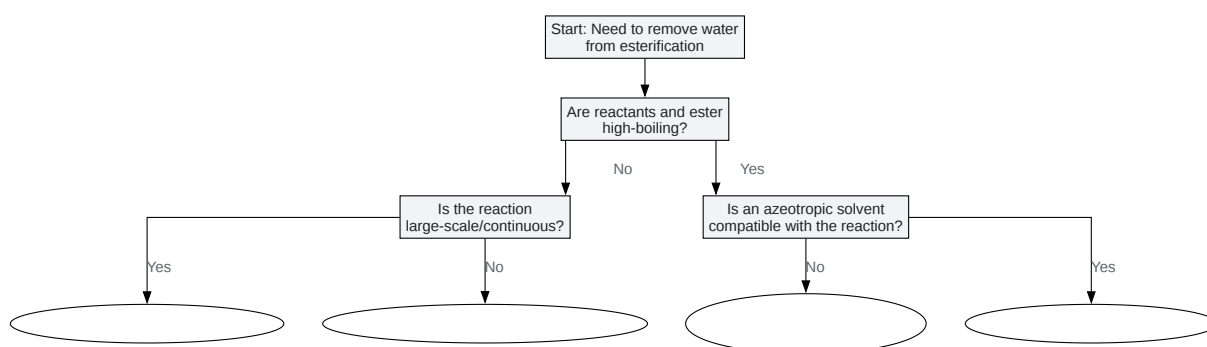 Start: Need to remove water
from esterification
Are reactants and ester
high-boiling?
No
Yes
Is the reaction
large-scale/continuous?
Is an azeotropic solvent
compatible with the reaction?
Yes
No
No
Yes